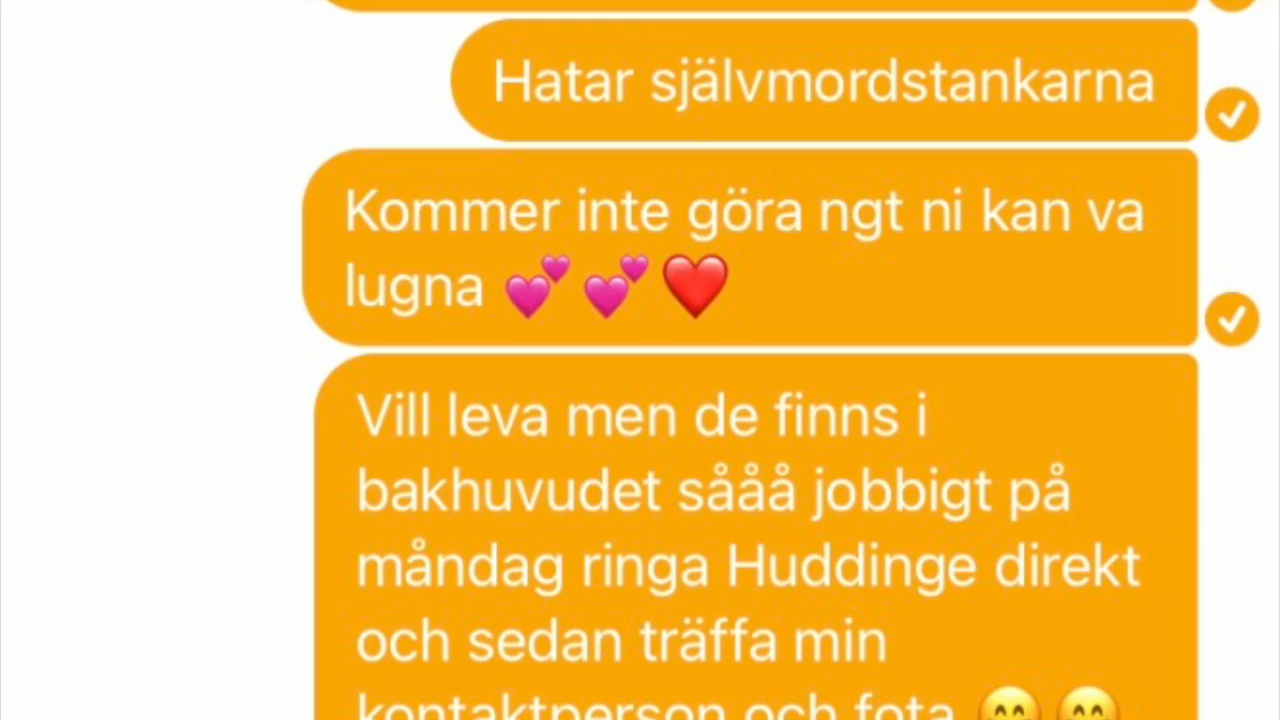 Hatar självmordstankarna
Kommer inte göra ngt ni kan va
lugna 💕 💕 ❤️
Vill leva men de finns i
bakhuvudet sååå jobbigt på
måndag ringa Huddinge direkt
och sedan träffa min
kontaktperson och fota 😊 😊